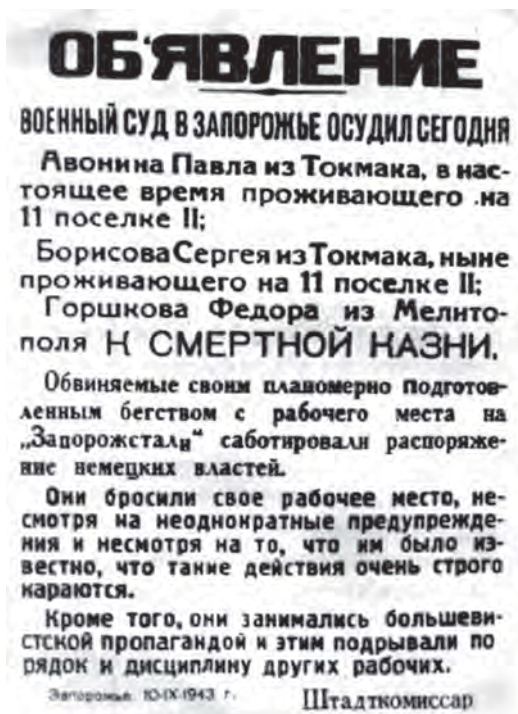 ОБ'ЯВЛЕНИЕ
ВОЕННЫЙ СУД В ЗАПОРОЖЬЕ ОСУДИЛ СЕГОДНЯ
Авонина Павла из Токмака, в нас-
тоящее время проживающего на
11 поселке II;
Борисова Сергея из Токмака, ныне
проживающего на 11 поселке II;
Горшкова Федора из Мелито-
поля К СМЕРТНОЙ КАЗНИ.
Обвиняемые своим планомерно подготов-
ленным бегством с рабочего места на
„Запорожстали“ саботировали распоряже-
ние немецких властей.
Они бросили свое рабочее место, не-
смотря на неоднократные предупрежде-
ния и несмотря на то, что им было из-
вестно, что такие действия очень строго
караются.
Кроме того, они занимались большеви-
стской пропагандой и этим подрывали по
рядок и дисциплину других рабочих.
Запорожье. 10-IX-1943 г. Штадткомиссар